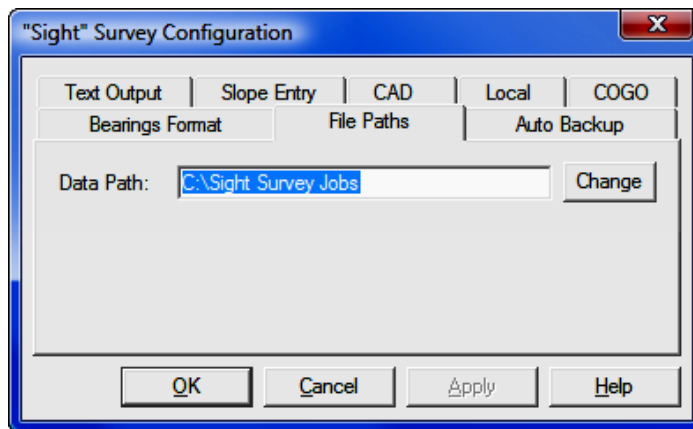 "Sight" Survey Configuration
Text Output Slope Entry CAD Local COGO
Bearings Format File Paths Auto Backup
Data Path: C:\Sight Survey Jobs Change
OK Cancel Apply Help